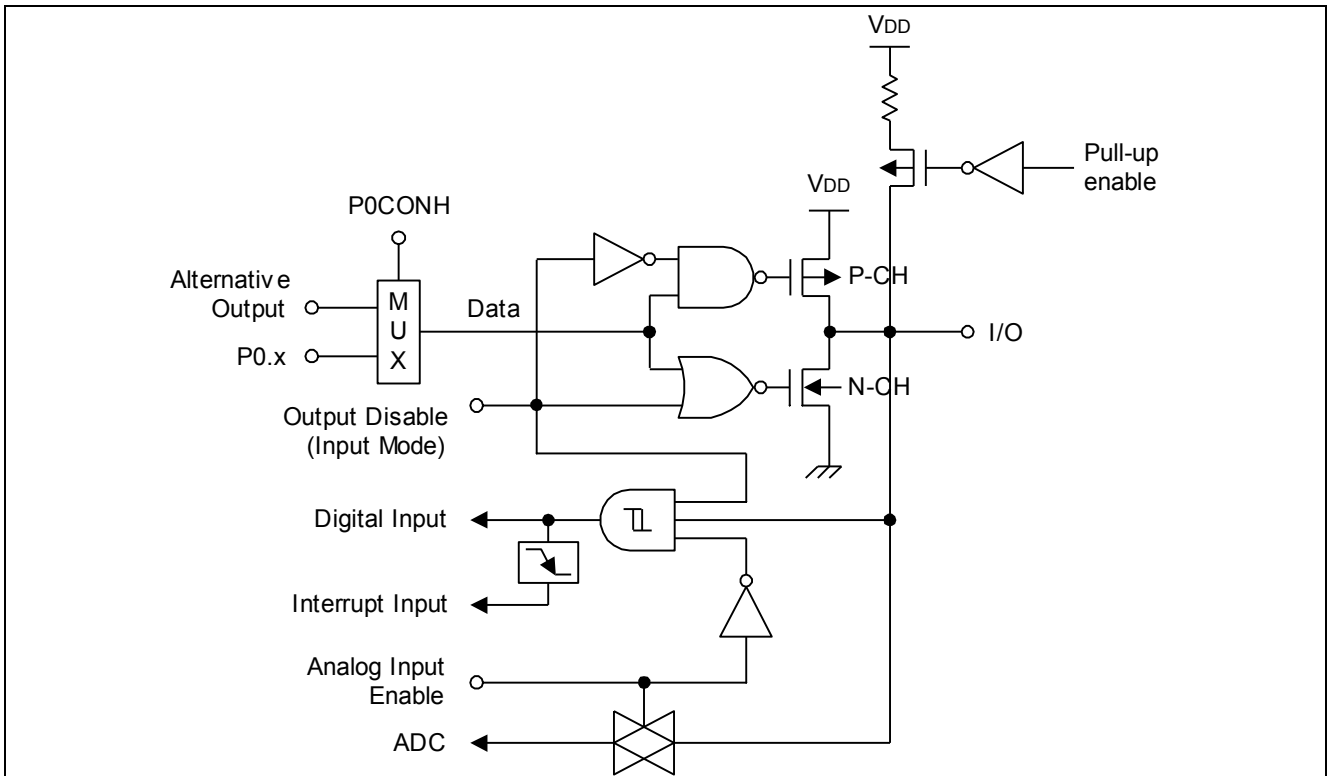 VDD
Pull-up
enable
VDD
P0CONH
Alternative
Output
M
U
X
Data
P-CH
P0.x
I/O
N-CH
Output Disable
(Input Mode)
Digital Input
Interrupt Input
Analog Input
Enable
ADC